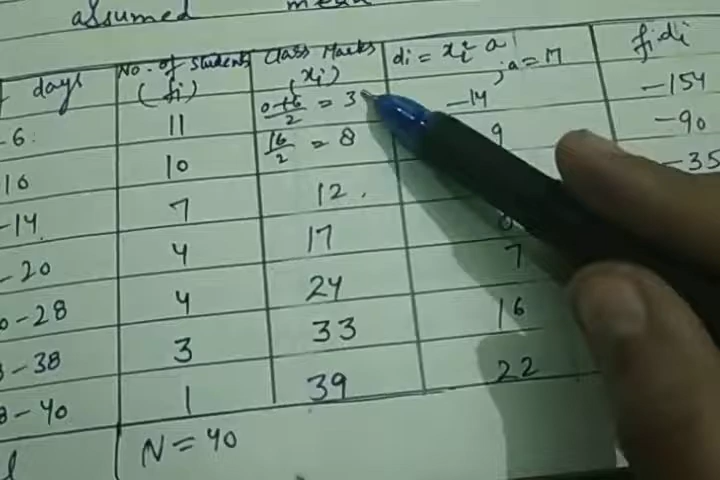 assumed mean
days No. of Students (fi) Class Marks (xi) di = xi - a ; a = 17 fidi
-6 11 0+6/2 = 3 -14 -154
10 10 16/2 = 8 9 -90
-14 7 12 -35
-20 4 17 0
-28 4 24 7
-38 3 33 16
-40 1 39 22
N = 40